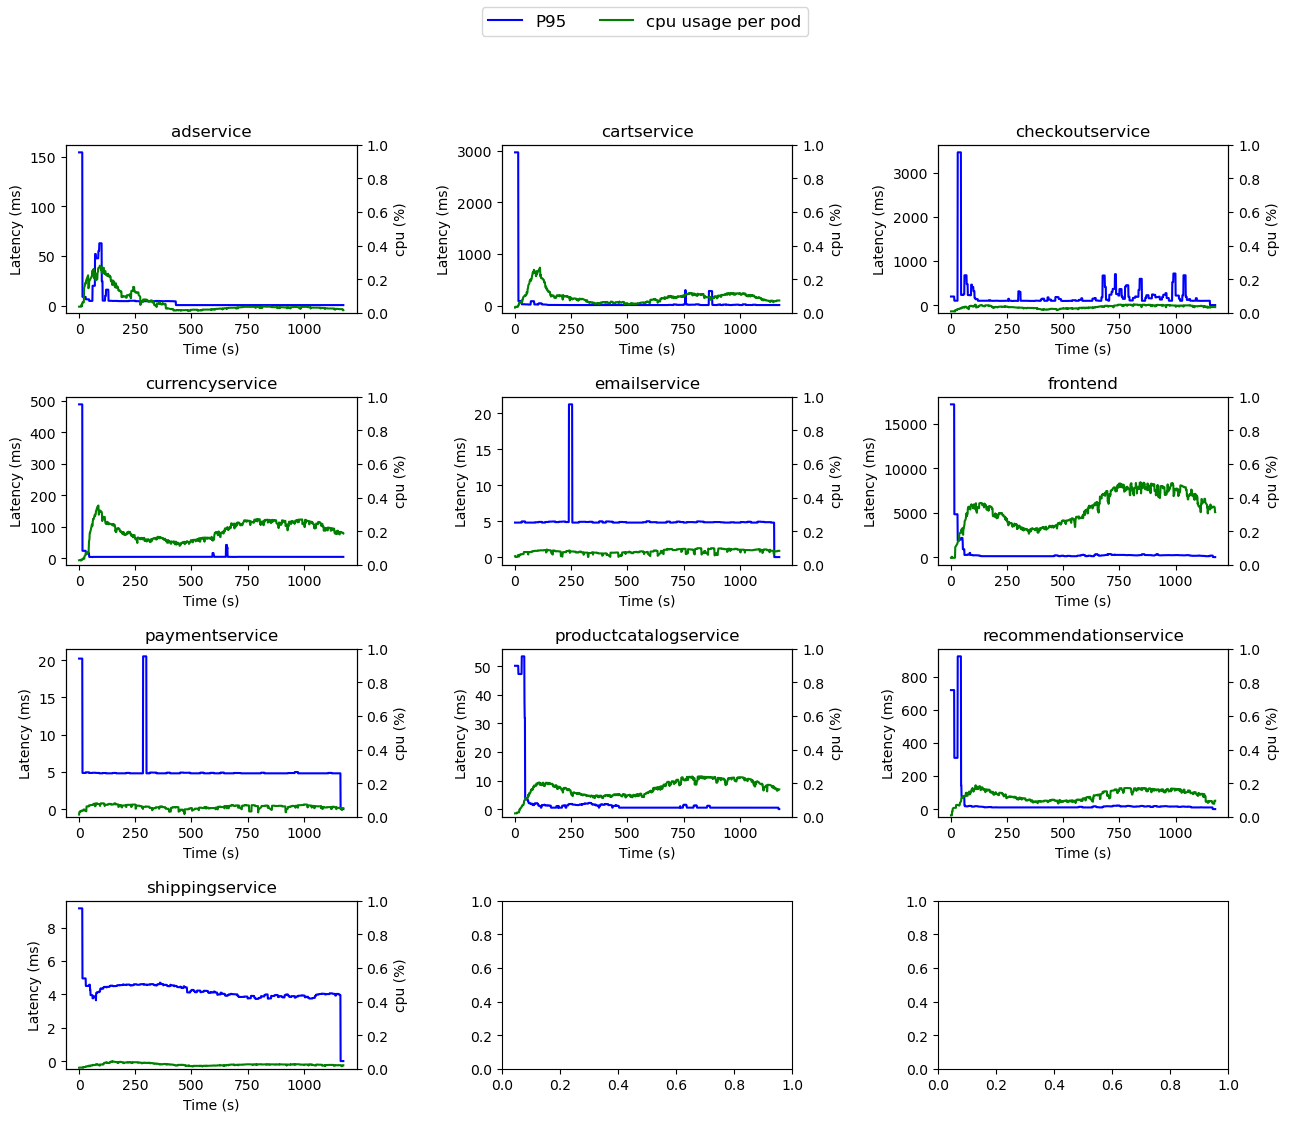 P95 cpu usage per pod
adservice
150
100
50
0
Latency (ms)
1.0
0.8
0.6
0.4
0.2
0.0
cpu (%)
0 250 500 750 1000
Time (s)
cartservice
3000
2000
1000
0
Latency (ms)
1.0
0.8
0.6
0.4
0.2
0.0
cpu (%)
0 250 500 750 1000
Time (s)
checkoutservice
3000
2000
1000
0
Latency (ms)
1.0
0.8
0.6
0.4
0.2
0.0
cpu (%)
0 250 500 750 1000
Time (s)
currencyservice
500
400
300
200
100
0
Latency (ms)
1.0
0.8
0.6
0.4
0.2
0.0
cpu (%)
0 250 500 750 1000
Time (s)
emailservice
20
15
10
5
0
Latency (ms)
1.0
0.8
0.6
0.4
0.2
0.0
cpu (%)
0 250 500 750 1000
Time (s)
frontend
15000
10000
5000
0
Latency (ms)
1.0
0.8
0.6
0.4
0.2
0.0
cpu (%)
0 250 500 750 1000
Time (s)
paymentservice
20
15
10
5
0
Latency (ms)
1.0
0.8
0.6
0.4
0.2
0.0
cpu (%)
0 250 500 750 1000
Time (s)
productcatalogservice
50
40
30
20
10
0
Latency (ms)
1.0
0.8
0.6
0.4
0.2
0.0
cpu (%)
0 250 500 750 1000
Time (s)
recommendationservice
800
600
400
200
0
Latency (ms)
1.0
0.8
0.6
0.4
0.2
0.0
cpu (%)
0 250 500 750 1000
Time (s)
shippingservice
8
6
4
2
0
Latency (ms)
1.0
0.8
0.6
0.4
0.2
0.0
cpu (%)
0 250 500 750 1000
Time (s)
1.0
0.8
0.6
0.4
0.2
0.0
0.0 0.2 0.4 0.6 0.8 1.0
1.0
0.8
0.6
0.4
0.2
0.0
0.0 0.2 0.4 0.6 0.8 1.0